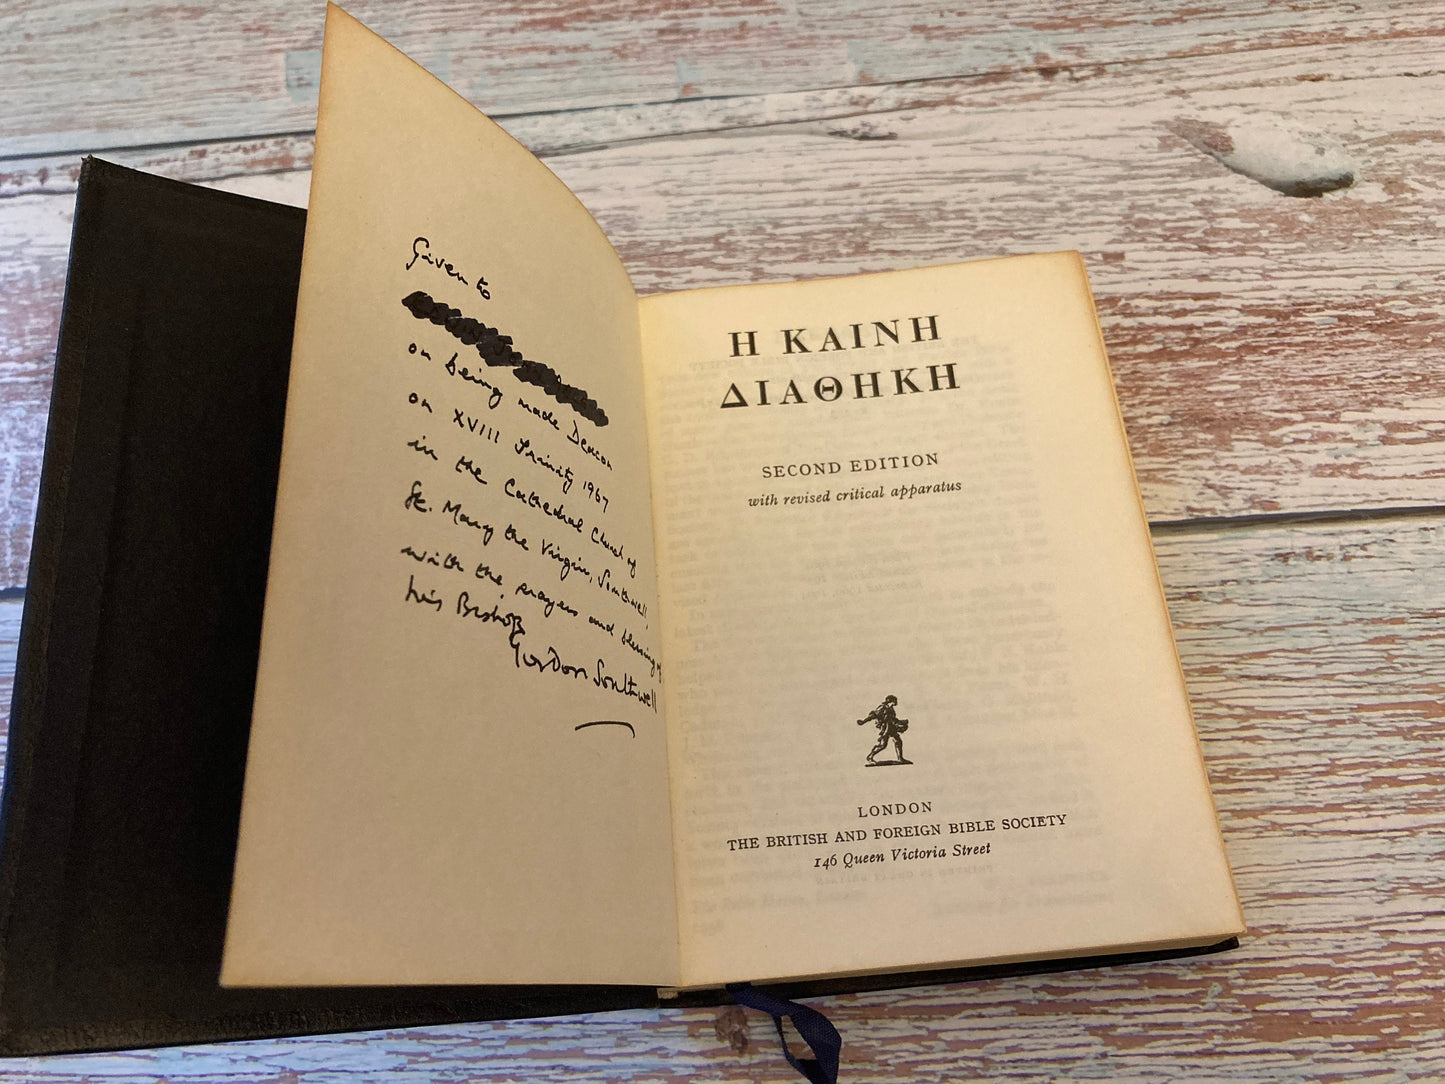 Given to
on being made Deacon
on XVIII Trinity 1967
in the Cathedral Church of
St. Mary the Virgin, Southwell,
with the prayers and blessing of
his Bishop
Gordon Southwell
Η ΚΑΙΝΗ
ΔΙΑΘΗΚΗ
SECOND EDITION
with revised critical apparatus
LONDON
THE BRITISH AND FOREIGN BIBLE SOCIETY
146 Queen Victoria Street